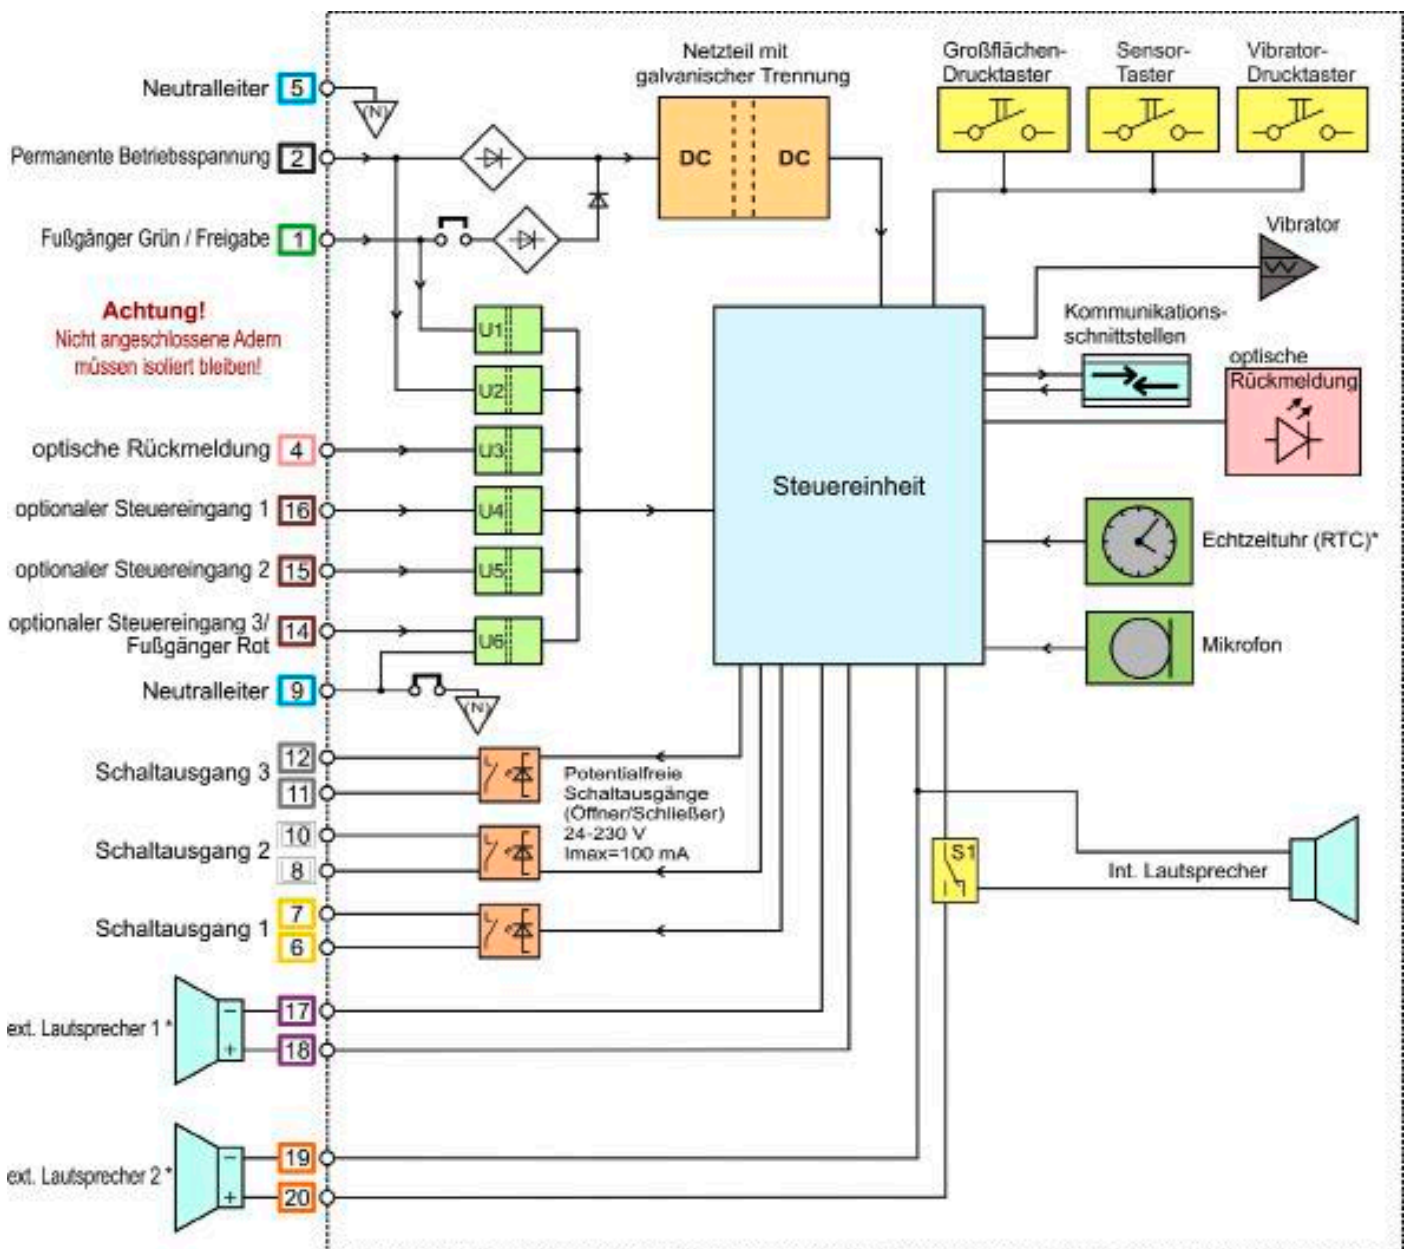 Netzteil mit
galvanischer Trennung
Großflächen-
Drucktaster
Sensor-
Taster
Vibrator-
Drucktaster
Neutralleiter 5
(N)
Permanente Betriebsspannung 2
DC DC
Fußgänger Grün / Freigabe 1
Vibrator
Achtung!
Nicht angeschlossene Adern
müssen isoliert bleiben!
U1
U2
Kommunikations-
schnittstellen
optische
Rückmeldung
optische Rückmeldung 4
U3
Steuereinheit
optionaler Steuereingang 1 16
U4
Echtzeituhr (RTC)*
optionaler Steuereingang 2 15
U5
optionaler Steuereingang 3/
Fußgänger Rot
14
U6
Mikrofon
Neutralleiter 9
(N)
Schaltausgang 3
12
11
Potentialfreie
Schaltausgänge
(Öffner/Schließer)
24-230 V
Imax=100 mA
Schaltausgang 2
10
8
S1
Int. Lautsprecher
Schaltausgang 1
7
6
ext. Lautsprecher 1 *
− 17
+ 18
ext. Lautsprecher 2 *
− 19
+ 20